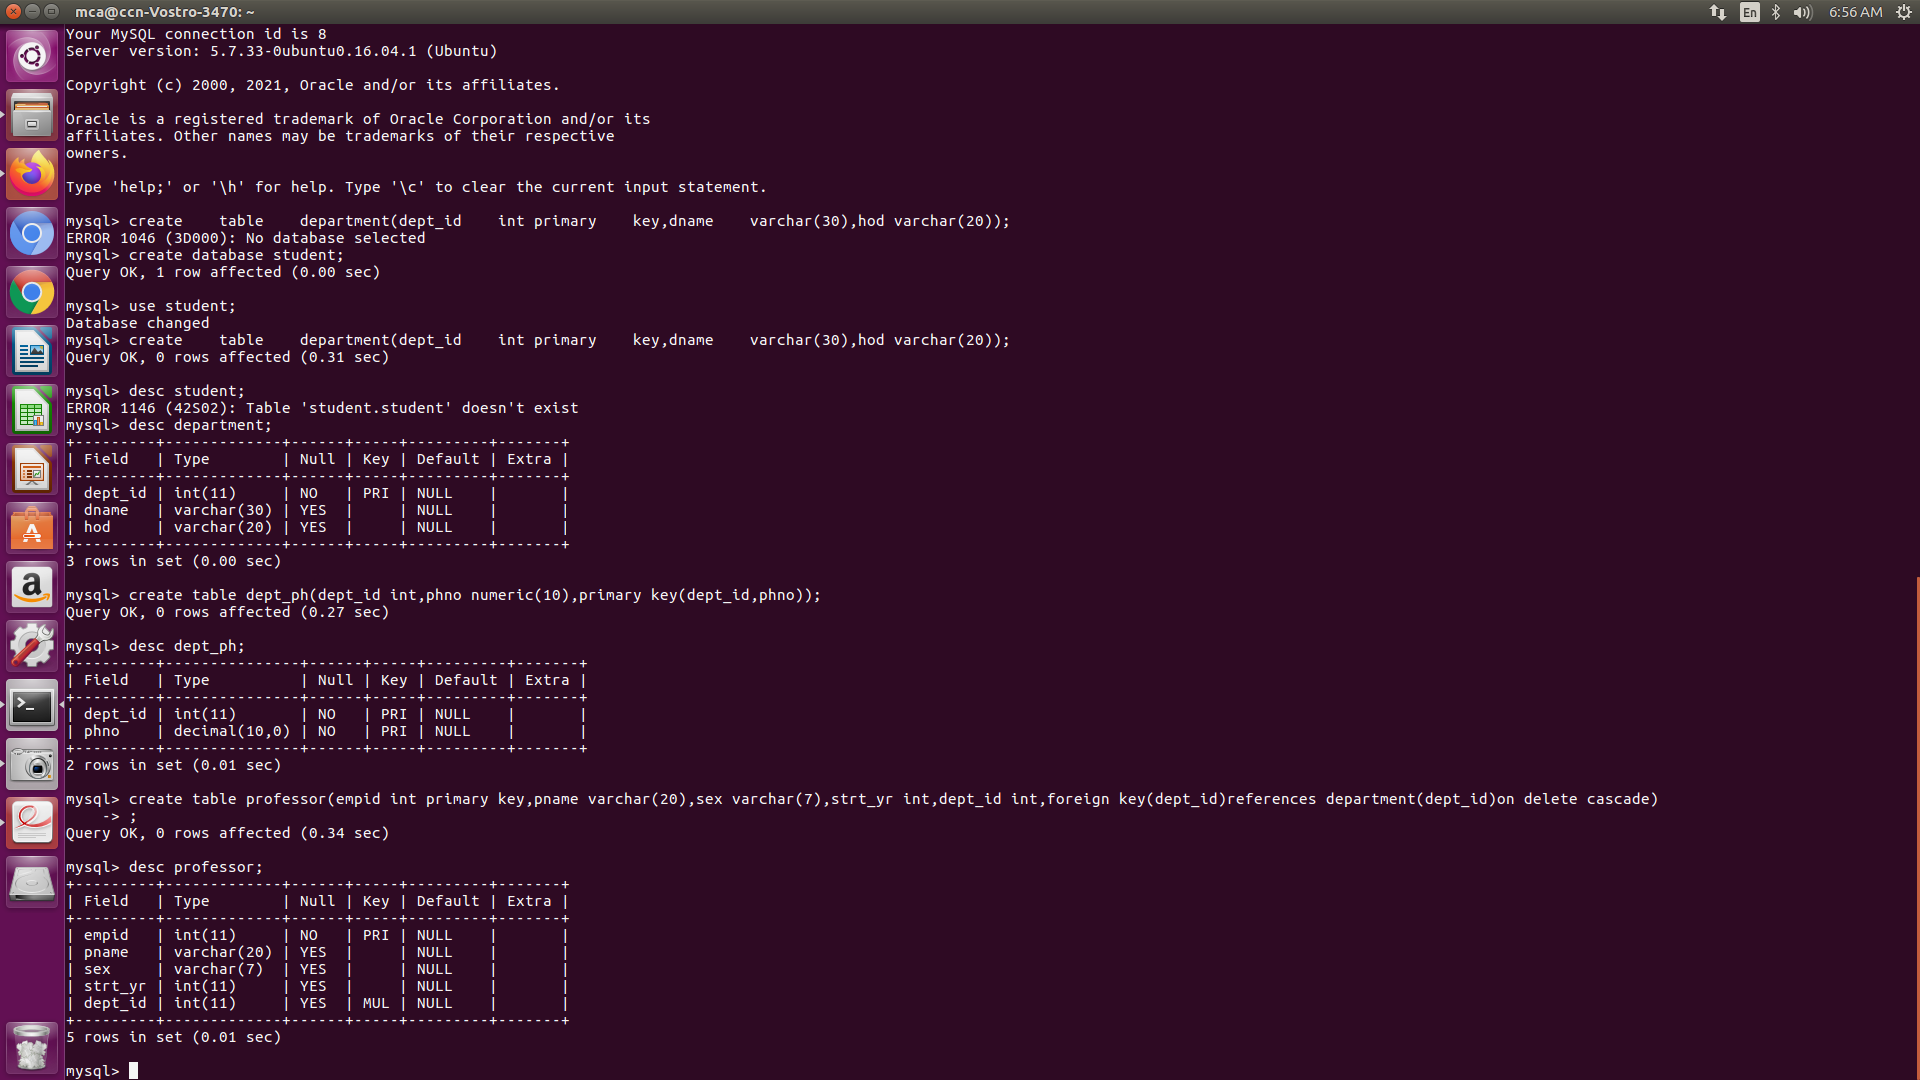 mca@ccn-Vostro-3470: ~
En
6:56 AM
Your MySQL connection id is 8
Server version: 5.7.33-0ubuntu0.16.04.1 (Ubuntu)
Copyright (c) 2000, 2021, Oracle and/or its affiliates.
Oracle is a registered trademark of Oracle Corporation and/or its
affiliates. Other names may be trademarks of their respective
owners.
Type 'help;' or '\h' for help. Type '\c' to clear the current input statement.
mysql> create    table    department(dept_id    int primary    key,dname    varchar(30),hod varchar(20));
ERROR 1046 (3D000): No database selected
mysql> create database student;
Query OK, 1 row affected (0.00 sec)
mysql> use student;
Database changed
mysql> create    table    department(dept_id    int primary    key,dname    varchar(30),hod varchar(20));
Query OK, 0 rows affected (0.31 sec)
mysql> desc student;
ERROR 1146 (42S02): Table 'student.student' doesn't exist
mysql> desc department;
+---------+-------------+------+-----+---------+-------+
| Field   | Type        | Null | Key | Default | Extra |
+---------+-------------+------+-----+---------+-------+
| dept_id | int(11)     | NO   | PRI | NULL    |       |
| dname   | varchar(30) | YES  |     | NULL    |       |
| hod     | varchar(20) | YES  |     | NULL    |       |
+---------+-------------+------+-----+---------+-------+
3 rows in set (0.00 sec)
mysql> create table dept_ph(dept_id int,phno numeric(10),primary key(dept_id,phno));
Query OK, 0 rows affected (0.27 sec)
mysql> desc dept_ph;
+---------+---------------+------+-----+---------+-------+
| Field   | Type          | Null | Key | Default | Extra |
+---------+---------------+------+-----+---------+-------+
| dept_id | int(11)       | NO   | PRI | NULL    |       |
| phno    | decimal(10,0) | NO   | PRI | NULL    |       |
+---------+---------------+------+-----+---------+-------+
2 rows in set (0.01 sec)
mysql> create table professor(empid int primary key,pname varchar(20),sex varchar(7),strt_yr int,dept_id int,foreign key(dept_id)references department(dept_id)on delete cascade)
    -> ;
Query OK, 0 rows affected (0.34 sec)
mysql> desc professor;
+---------+-------------+------+-----+---------+-------+
| Field   | Type        | Null | Key | Default | Extra |
+---------+-------------+------+-----+---------+-------+
| empid   | int(11)     | NO   | PRI | NULL    |       |
| pname   | varchar(20) | YES  |     | NULL    |       |
| sex     | varchar(7)  | YES  |     | NULL    |       |
| strt_yr | int(11)     | YES  |     | NULL    |       |
| dept_id | int(11)     | YES  | MUL | NULL    |       |
+---------+-------------+------+-----+---------+-------+
5 rows in set (0.01 sec)
mysql>